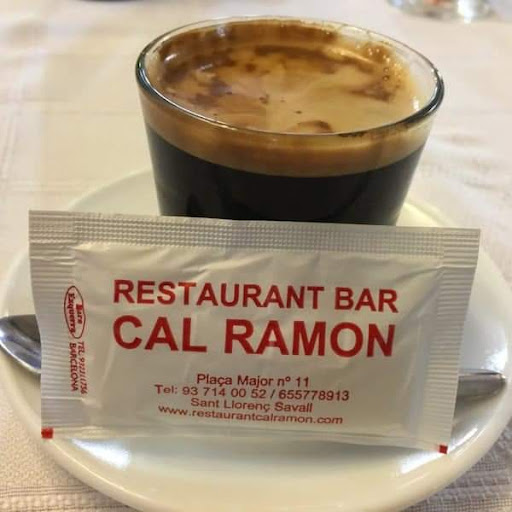 RESTAURANT BAR
CAL RAMON
Plaça Major nº 11
Tel: 93 714 00 52 / 655778913
Sant Llorenç Savall
www.restaurantcalramon.com
BARCELONA